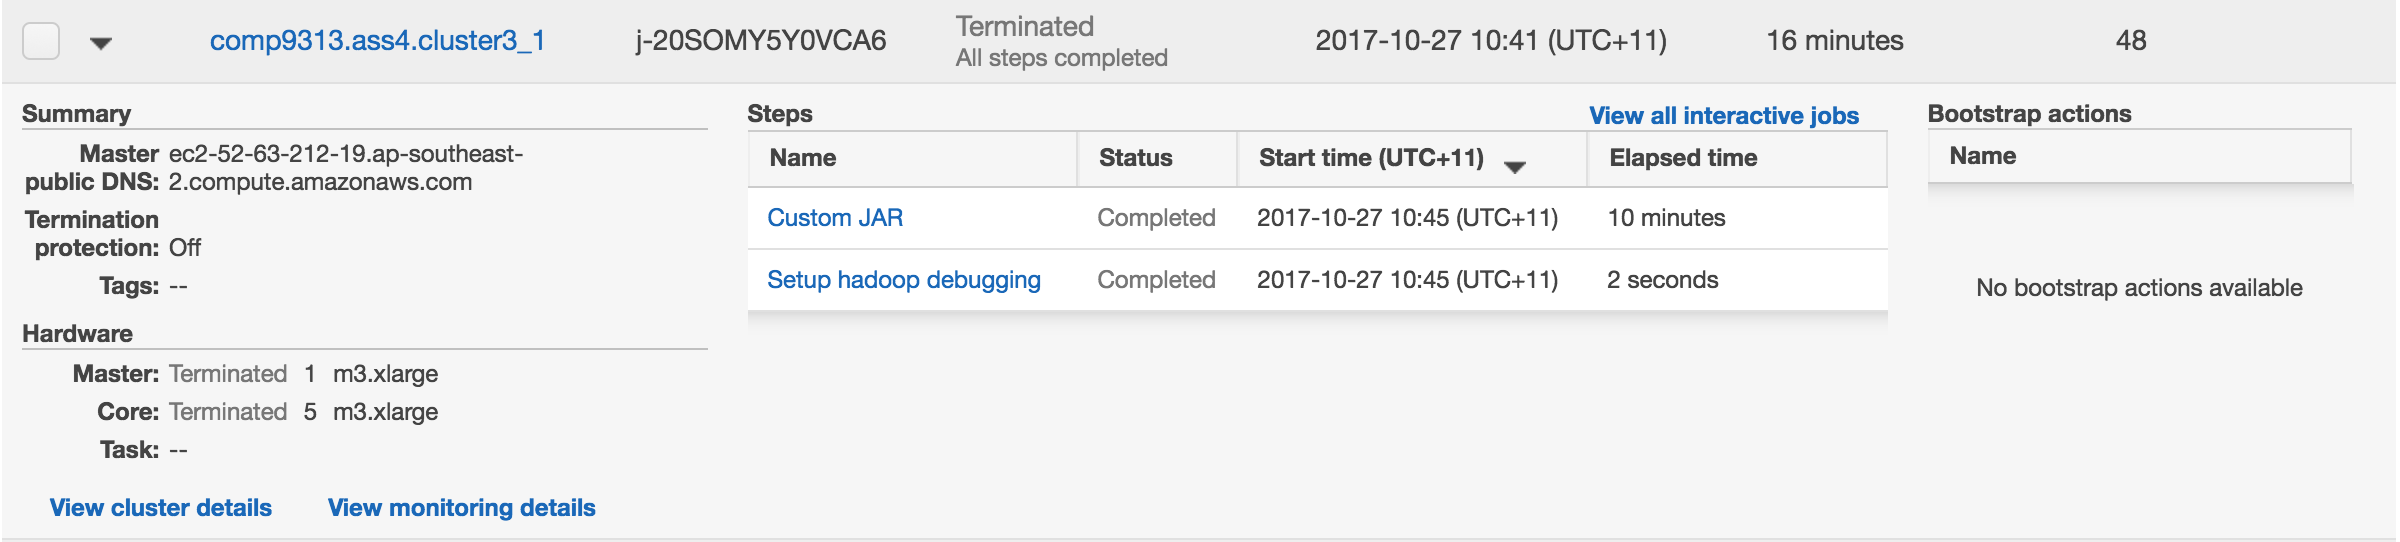 comp9313.ass4.cluster3_1 j-20SOMY5Y0VCA6 Terminated 2017-10-27 10:41 (UTC+11) 16 minutes 48
All steps completed
Summary
Master public DNS: ec2-52-63-212-19.ap-southeast-
2.compute.amazonaws.com
Termination
protection: Off
Tags: --
Hardware
Master: Terminated 1 m3.xlarge
Core: Terminated 5 m3.xlarge
Task: --
View cluster details View monitoring details
Steps View all interactive jobs
Name Status Start time (UTC+11) Elapsed time
Custom JAR Completed 2017-10-27 10:45 (UTC+11) 10 minutes
Setup hadoop debugging Completed 2017-10-27 10:45 (UTC+11) 2 seconds
Bootstrap actions
Name
No bootstrap actions available